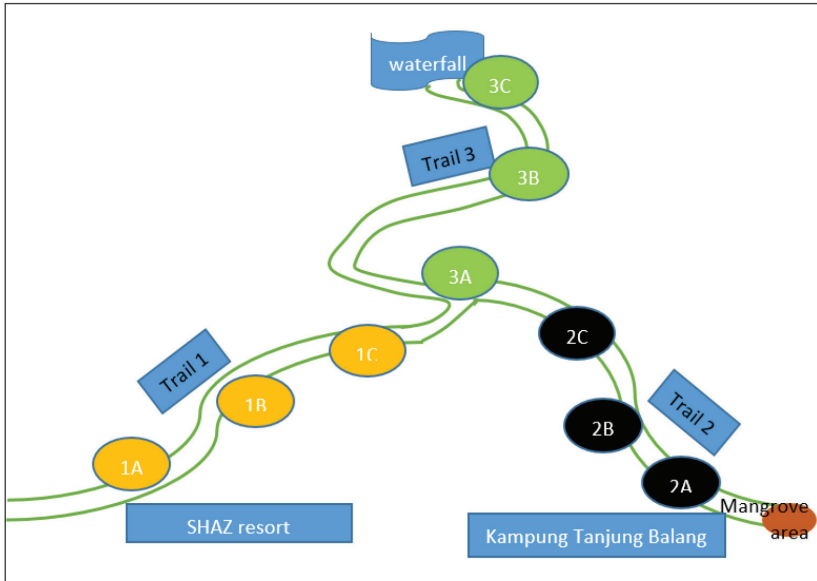 waterfall
3C
Trail 3
3B
3A
2C
1C
Trail 1
1B
Trail 2
2B
1A
2A
Mangrove
area
SHAZ resort
Kampung Tanjung Balang